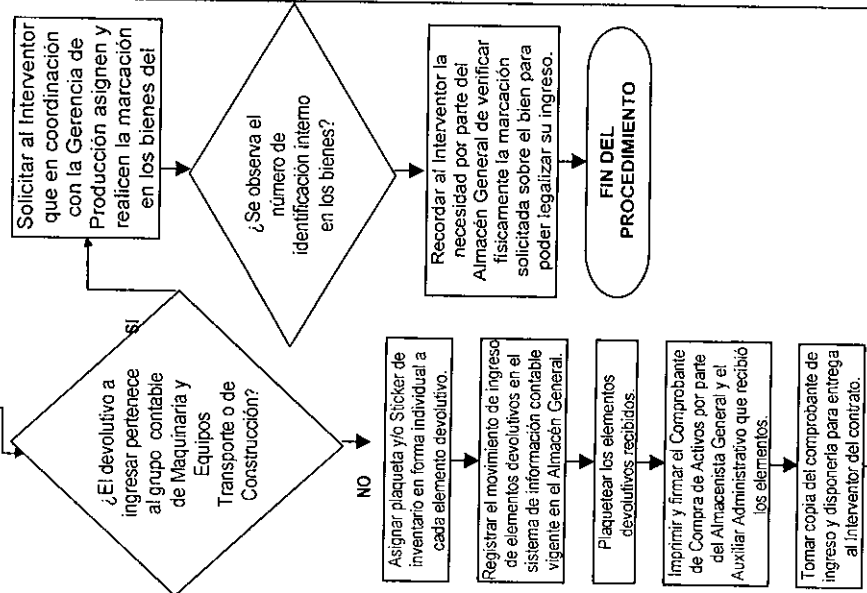 ¿El devolutivo a
ingresar pertenece
al grupo contable
de Maquinaria y
Equipos
Transporte o de
Construcción?
SI
NO
Asignar plaqueta y/o Sticker de
inventario en forma individual a
cada elemento devolutivo.
Registrar el movimiento de ingreso
de elementos devolutivos en el
sistema de información contable
vigente en el Almacén General.
Plaquetear los elementos
devolutivos recibidos.
Imprimir y firmar el Comprobante
de Compra de Activos por parte
del Almacenista General y el
Auxiliar Administrativo que recibió
los elementos.
Tomar copia del comprobante de
ingreso y disponerla para entrega
al Interventor del contrato.
Solicitar al Interventor
que en coordinación
con la Gerencia de
Producción asignen y
realicen la marcación
en los bienes del
¿Se observa el
número de
identificación interno
en los bienes?
Recordar al Interventor la
necesidad por parte del
Almacén General de verificar
físicamente la marcación
solicitada sobre el bien para
poder legalizar su ingreso.
FIN DEL
PROCEDIMIENTO